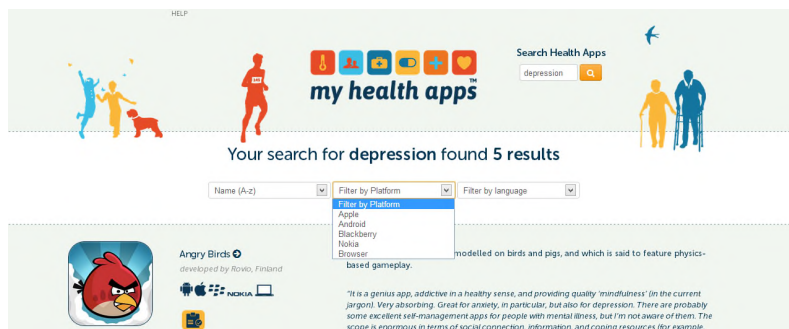 HELP
Search Health Apps
depression
my health apps™
Your search for depression found 5 results
Name (A-z)
Filter by Platform
Filter by language
Filter by Platform
Apple
Android
Blackberry
Nokia
Browser
Angry Birds
developed by Rovio, Finland
NOKIA
modelled on birds and pigs, and which is said to feature physics-
based gameplay.
"It is a genius app, addictive in a healthy sense, and providing quality 'mindfulness' (in the current
jargon). Very absorbing. Great for anxiety, in particular, but also for depression. There are probably
some excellent self-management apps for people with mental illness, but I'm not aware of them. The
scope is enormous in terms of social connection, information, and coping resources (for example